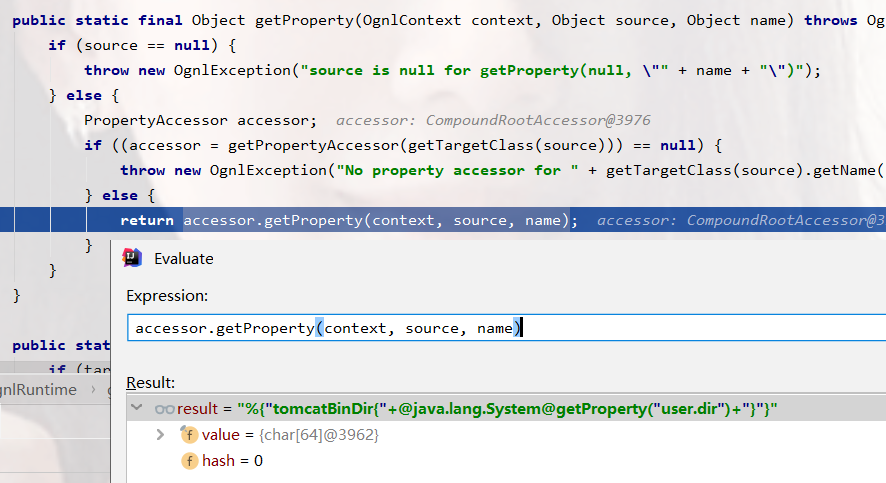 public static final Object getProperty(OgnlContext context, Object source, Object name) throws Og
if (source == null) {
throw new OgnlException("source is null for getProperty(null, \"" + name + "\")");
} else {
PropertyAccessor accessor; accessor: CompoundRootAccessor@3976
if ((accessor = getPropertyAccessor(getTargetClass(source))) == null) {
throw new OgnlException("No property accessor for " + getTargetClass(source).getName(
} else {
return accessor.getProperty(context, source, name); accessor: CompoundRootAccessor@3
}
}
}
Evaluate
Expression:
accessor.getProperty(context, source, name)
public stat
if (tar
gnlRuntime
Result:
result = "%{"tomcatBinDir{"+@java.lang.System@getProperty("user.dir")+"}"}"
value = {char[64]@3962}
hash = 0